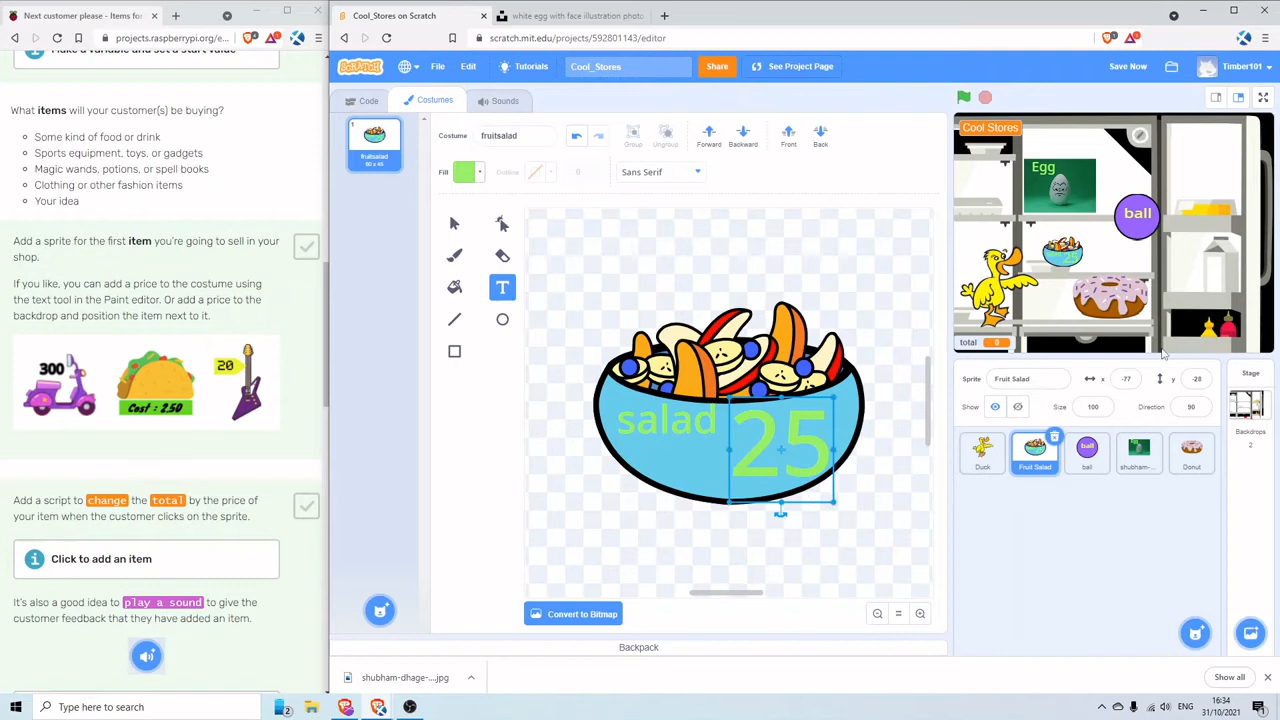 Next customer please - Items for
projects.raspberrypi.org/e...
What items will your customer(s) be buying?
Some kind of food or drink
Sports equipment, toys, or gadgets
Magic wands, potions, or spell books
Clothing or other fashion items
Your idea
Add a sprite for the first item you're going to sell in your
shop.
If you like, you can add a price to the costume using
the text tool in the Paint editor. Or add a price to the
backdrop and position the item next to it.
300
Cost : 2.50
20
Add a script to change the total by the price of
your item when the customer clicks on the sprite.
Click to add an item
It's also a good idea to play a sound to give the
customer feedback that they have added an item.
Cool_Stores on Scratch
white egg with face illustration photo
scratch.mit.edu/projects/592801143/editor
SCRATCH
File
Edit
Tutorials
Cool_Stores
Share
See Project Page
Save Now
Timber101
Code
Costumes
Sounds
1
fruitsalad
Costume
fruitsalad
Group
Ungroup
Forward
Backward
Front
Back
Fill
Outline
0
Sans Serif
T
salad
25
Convert to Bitmap
Backpack
Cool Stores
Egg
ball
25
total 0
Sprite
Fruit Salad
x
-77
y
-28
Show
Size
100
Direction
90
Stage
Backdrops
2
Duck
Fruit Salad
ball
shubham-...
Donut
shubham-dhage-....jpg
Show all
Type here to search
2
ENG
16:34
31/10/2021